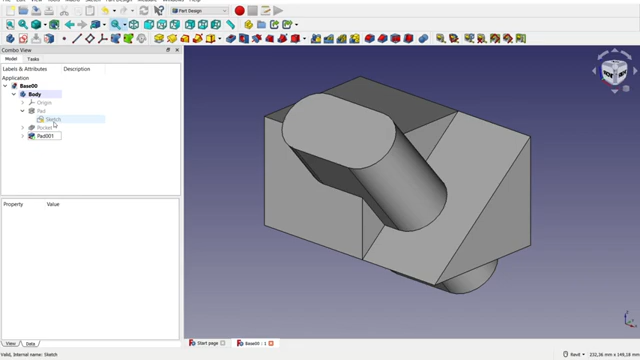 Part Design
Combo View
Model
Tasks
Labels & Attributes
Description
Application
Base00
Body
Origin
Pad
Sketch
Pocket
Pad001
Property
Value
View
Data
Start page
Base00 : 1
Valid, Internal name: Sketch
Revit
232,36 mm x 149,18 mm